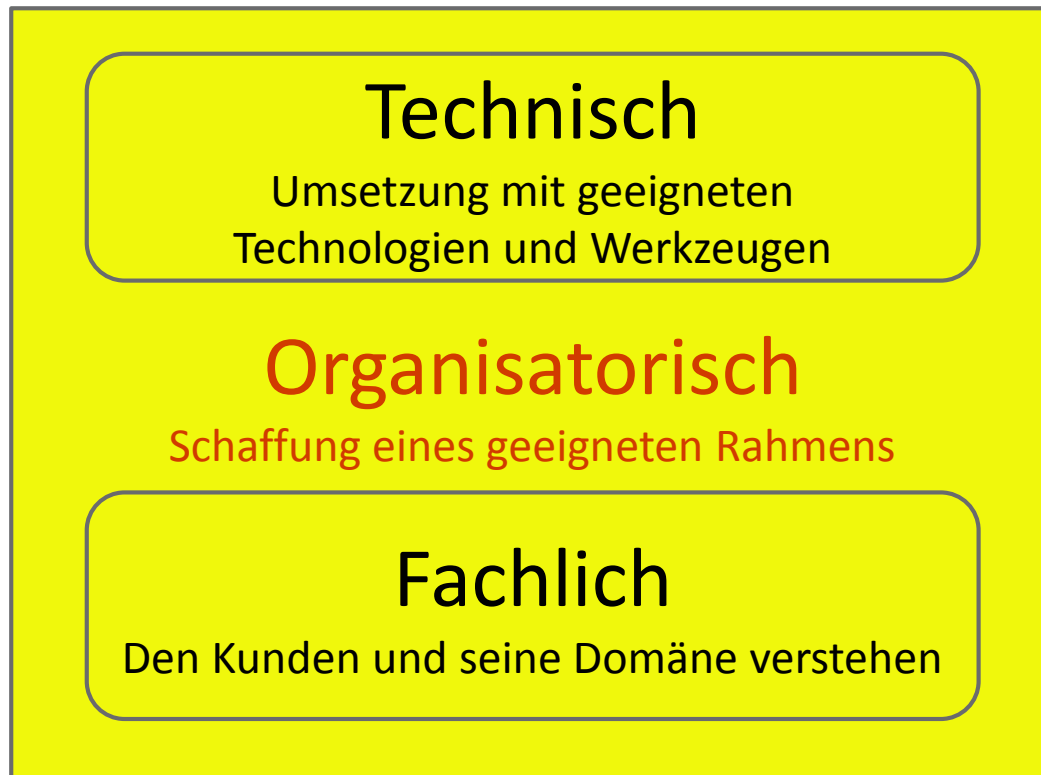 Technisch
Umsetzung mit geeigneten
Technologien und Werkzeugen
Organisatorisch
Schaffung eines geeigneten Rahmens
Fachlich
Den Kunden und seine Domäne verstehen